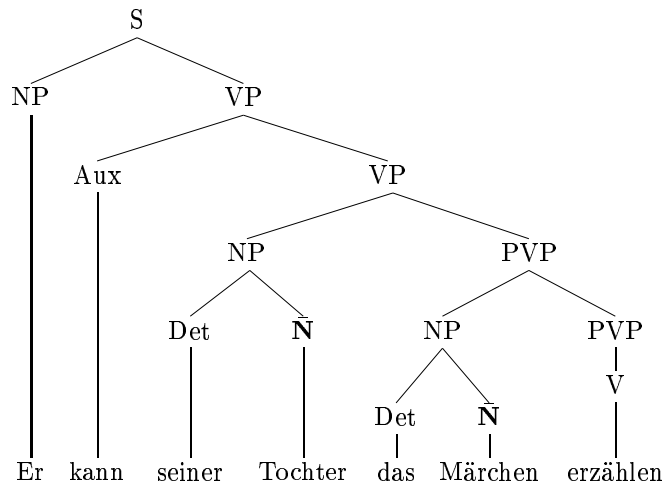 S
NP VP
Aux VP
NP PVP
Det N̄ NP PVP
V
Det N̄
Er kann seiner Tochter das Märchen erzählen